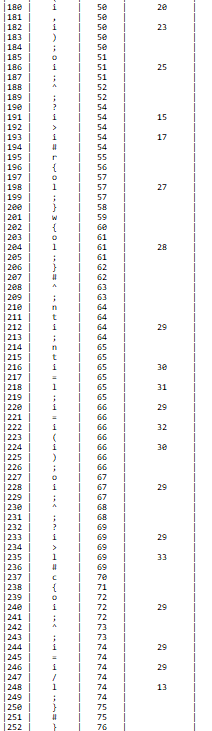 |180 | i | 50 | 20 |
|181 | , | 50 | |
|182 | i | 50 | 23 |
|183 | ) | 50 | |
|184 | ; | 50 | |
|185 | o | 51 | |
|186 | i | 51 | 25 |
|187 | ; | 51 | |
|188 | ^ | 52 | |
|189 | ; | 52 | |
|190 | ? | 54 | |
|191 | i | 54 | 15 |
|192 | > | 54 | |
|193 | i | 54 | 17 |
|194 | # | 54 | |
|195 | r | 55 | |
|196 | { | 56 | |
|197 | o | 57 | |
|198 | l | 57 | 27 |
|199 | ; | 57 | |
|200 | } | 58 | |
|201 | w | 59 | |
|202 | { | 60 | |
|203 | o | 61 | |
|204 | l | 61 | 28 |
|205 | ; | 61 | |
|206 | } | 62 | |
|207 | # | 62 | |
|208 | ^ | 63 | |
|209 | ; | 63 | |
|210 | n | 64 | |
|211 | t | 64 | |
|212 | i | 64 | 29 |
|213 | ; | 64 | |
|214 | n | 65 | |
|215 | t | 65 | |
|216 | i | 65 | 30 |
|217 | = | 65 | |
|218 | l | 65 | 31 |
|219 | ; | 65 | |
|220 | i | 66 | 29 |
|221 | = | 66 | |
|222 | i | 66 | 32 |
|223 | ( | 66 | |
|224 | i | 66 | 30 |
|225 | ) | 66 | |
|226 | ; | 66 | |
|227 | o | 67 | |
|228 | i | 67 | 29 |
|229 | ; | 67 | |
|230 | ^ | 68 | |
|231 | ; | 68 | |
|232 | ? | 69 | |
|233 | i | 69 | 29 |
|234 | > | 69 | |
|235 | l | 69 | 33 |
|236 | # | 69 | |
|237 | c | 70 | |
|238 | { | 71 | |
|239 | o | 72 | |
|240 | i | 72 | 29 |
|241 | ; | 72 | |
|242 | ^ | 73 | |
|243 | ; | 73 | |
|244 | i | 74 | 29 |
|245 | = | 74 | |
|246 | i | 74 | 29 |
|247 | / | 74 | |
|248 | l | 74 | 13 |
|249 | ; | 74 | |
|250 | } | 75 | |
|251 | # | 75 | |
|252 | } | 76 | |